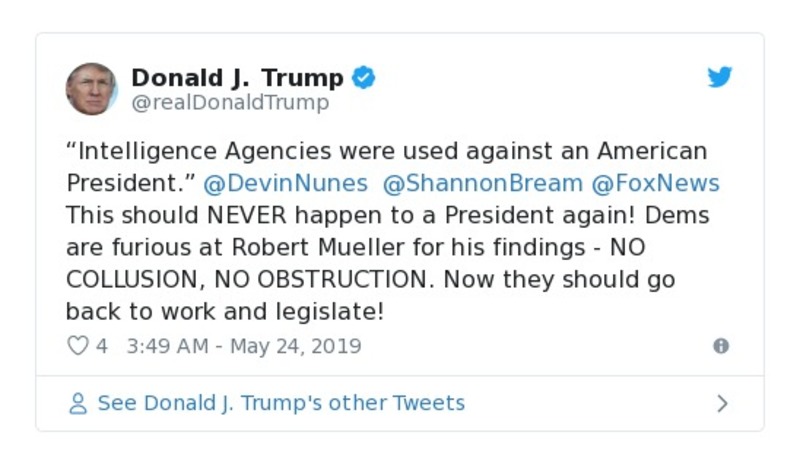 Donald J. Trump
@realDonaldTrump
“Intelligence Agencies were used against an American
President.” @DevinNunes  @ShannonBream @FoxNews
This should NEVER happen to a President again! Dems
are furious at Robert Mueller for his findings - NO
COLLUSION, NO OBSTRUCTION. Now they should go
back to work and legislate!
4 3:49 AM - May 24, 2019
See Donald J. Trump's other Tweets